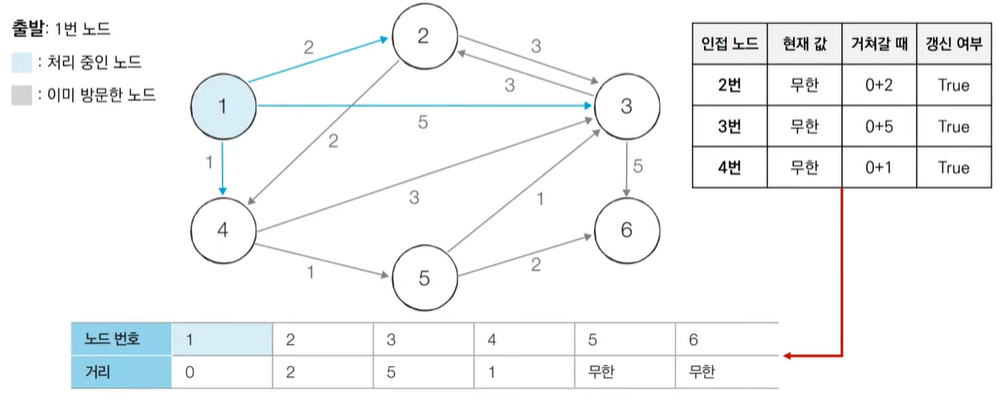 출발: 1번 노드
: 처리 중인 노드
: 이미 방문한 노드
2
2
3
3
1
5
3
1
2
5
4
3
1
6
1
5
2
인접 노드 현재 값 거쳐갈 때 갱신 여부
2번 무한 0+2 True
3번 무한 0+5 True
4번 무한 0+1 True
노드 번호 1 2 3 4 5 6
거리 0 2 5 1 무한 무한